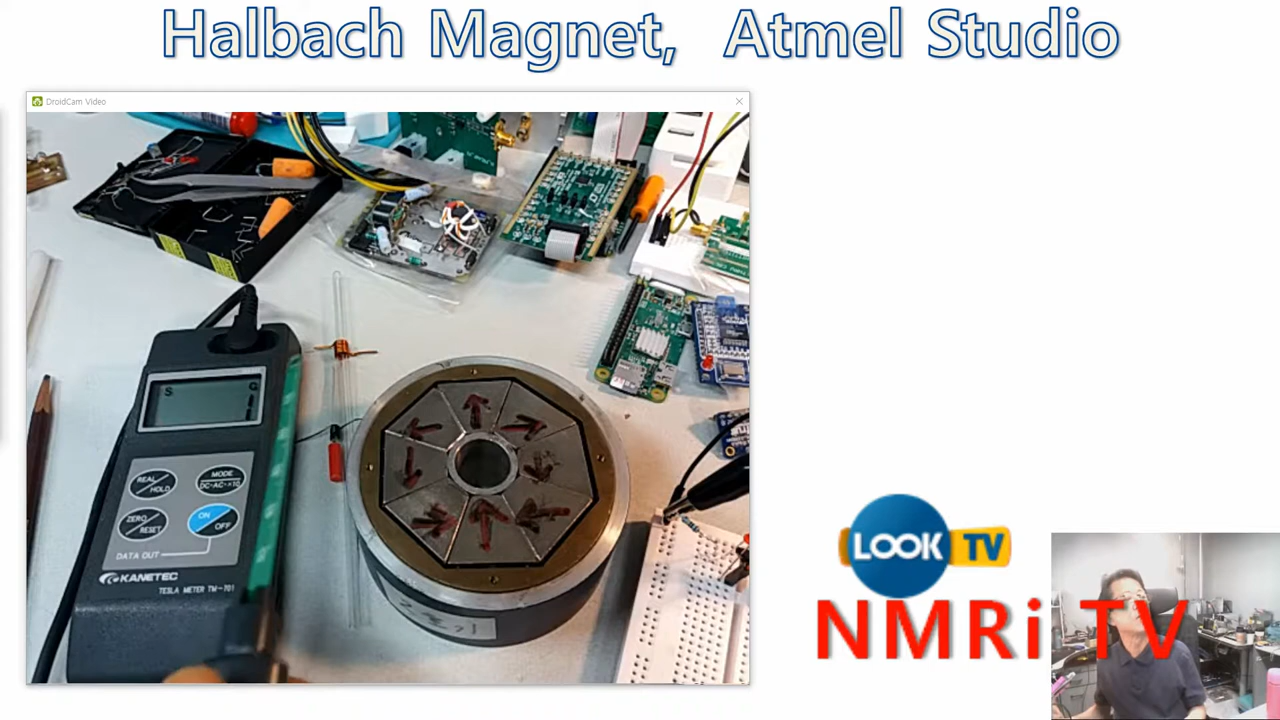 Halbach Magnet, Atmel Studio
DroidCam Video
S G
REAL/HOLD
MODE
DC-AC-×10
ZERO/RESET
ON/OFF
DATA OUT
KANETEC
TESLA METER TM-701
LOOK TV
NMRi TV